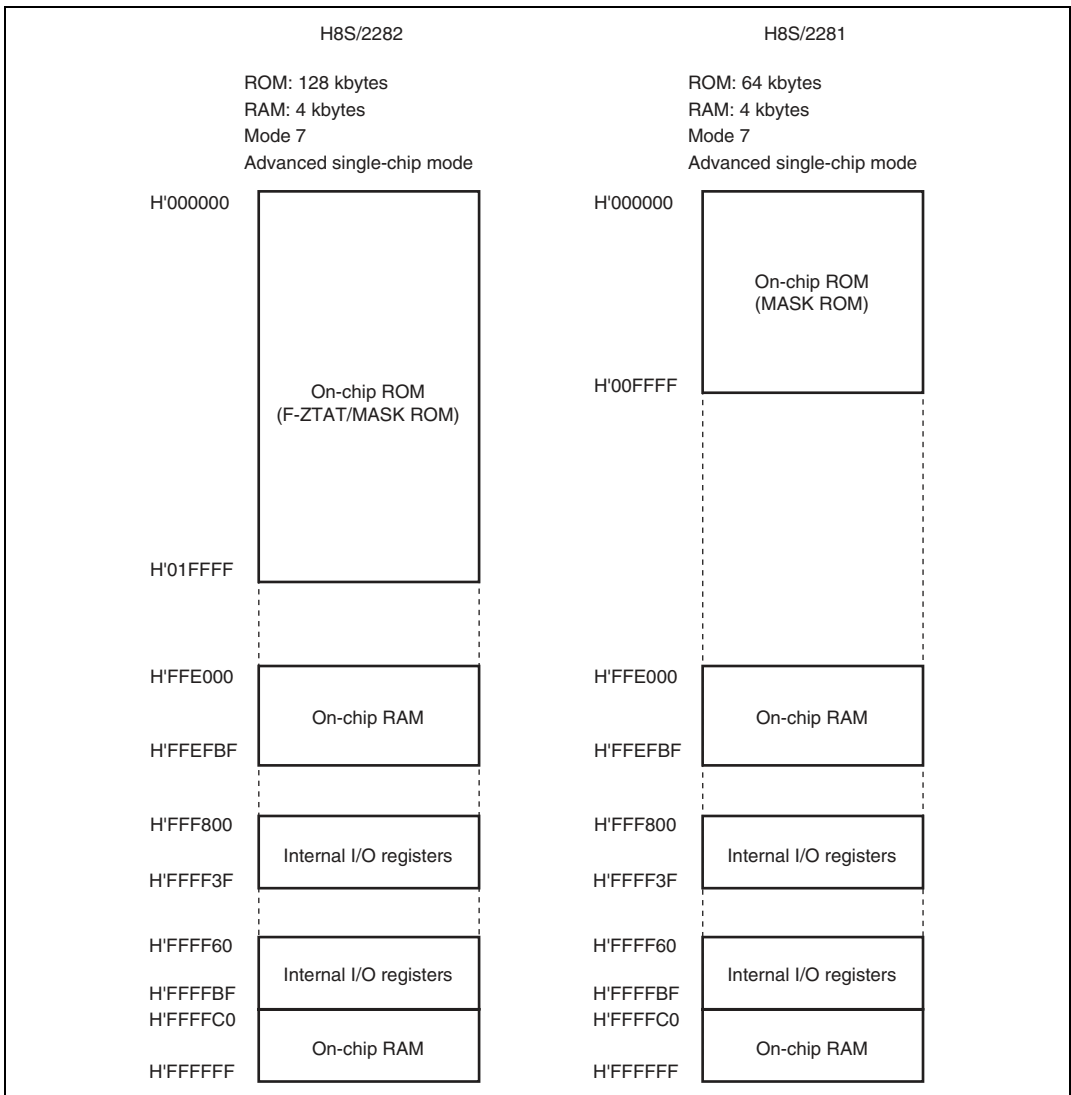 H8S/2282
ROM: 128 kbytes
RAM: 4 kbytes
Mode 7
Advanced single-chip mode
H'000000
On-chip ROM
(F-ZTAT/MASK ROM)
H'01FFFF
H'FFE000
On-chip RAM
H'FFEFBF
H'FFF800
Internal I/O registers
H'FFFF3F
H'FFFF60
Internal I/O registers
H'FFFFBF
H'FFFFC0
On-chip RAM
H'FFFFFF
H8S/2281
ROM: 64 kbytes
RAM: 4 kbytes
Mode 7
Advanced single-chip mode
H'000000
On-chip ROM
(MASK ROM)
H'00FFFF
H'FFE000
On-chip RAM
H'FFEFBF
H'FFF800
Internal I/O registers
H'FFFF3F
H'FFFF60
Internal I/O registers
H'FFFFBF
H'FFFFC0
On-chip RAM
H'FFFFFF